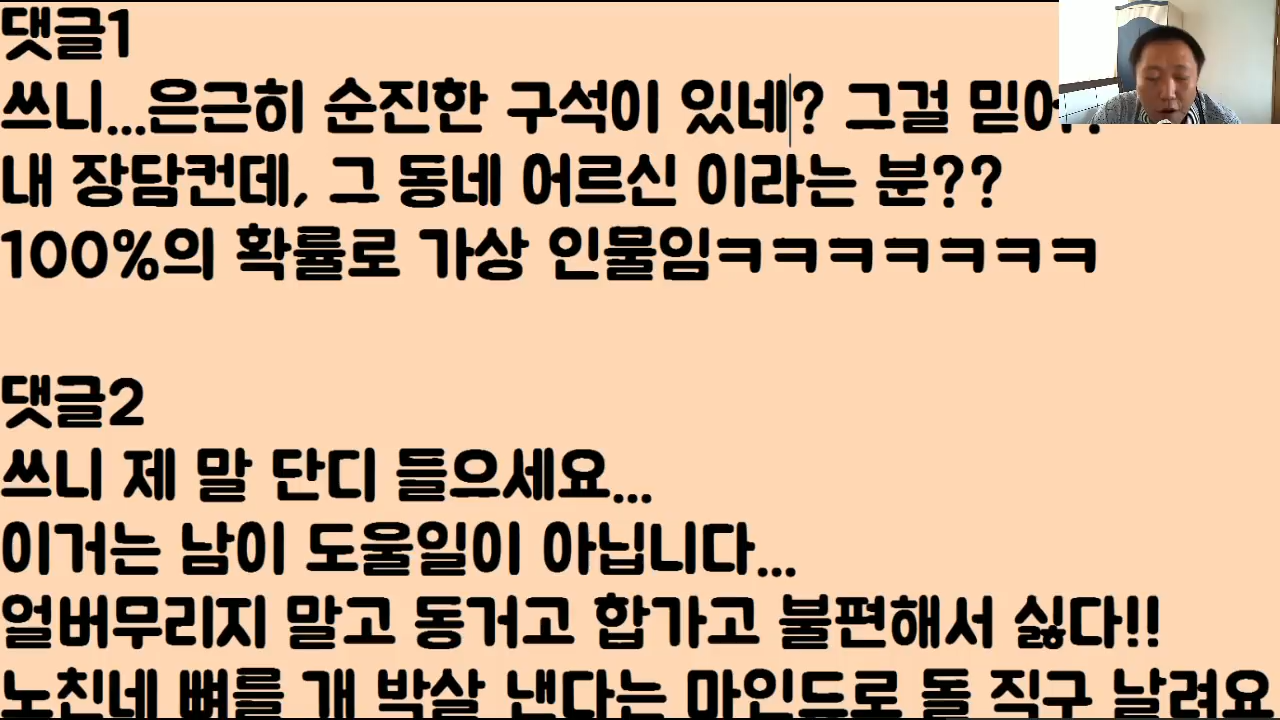 댓글1
쓰니...은근히 순진한 구석이 있네? 그걸 믿어?
내 장담컨데, 그 동네 어르신 이라는 분??
100%의 확률로 가상 인물임ㅋㅋㅋㅋㅋㅋㅋ
댓글2
쓰니 제 말 단디 들으세요...
이거는 남이 도울일이 아닙니다...
얼버무리지 말고 동거고 합가고 불편해서 싫다!!
노친네 뼈를 개 박살 낸다는 마인드로 돌 직구 날려요